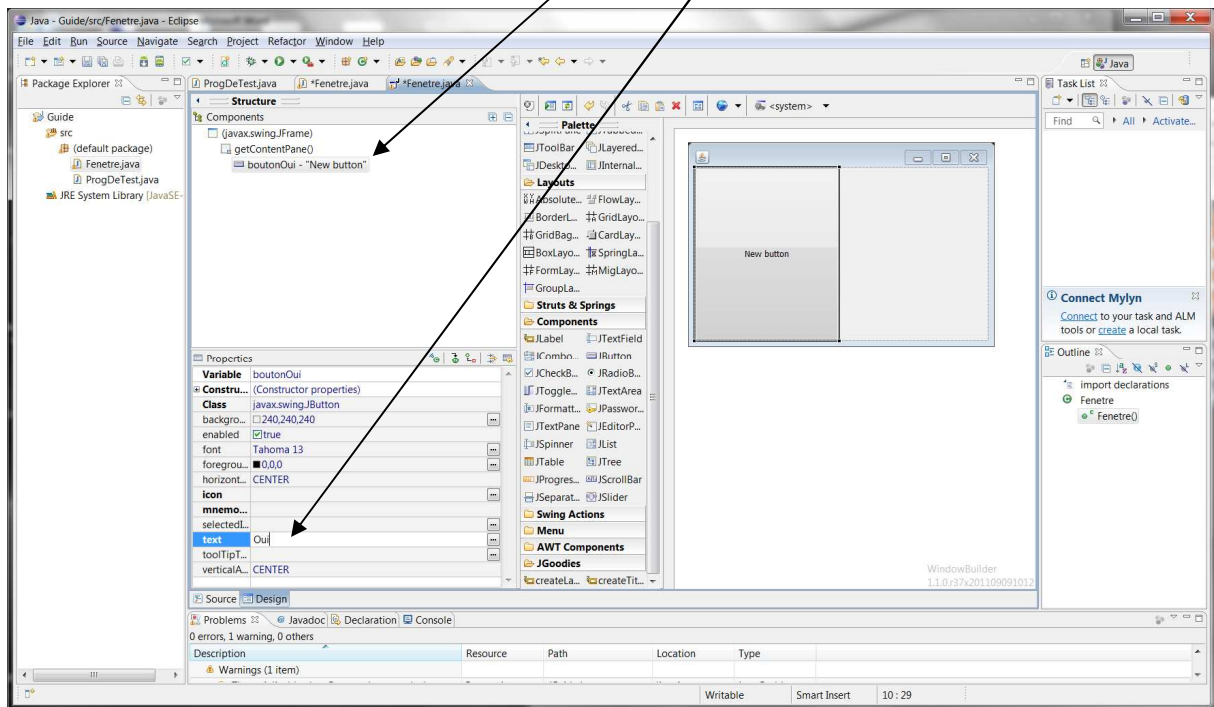 Java - Guide/src/Fenetre.java - Eclipse
File Edit Run Source Navigate Search Project Refactor Window Help
Java
Package Explorer
Guide
src
(default package)
Fenetre.java
ProgDeTest.java
JRE System Library [JavaSE-
ProgDeTest.java
*Fenetre.java
*Fenetre.java
Structure
Components
(javax.swing.JFrame)
getContentPane()
boutonOui - "New button"
Properties
Variable boutonOui
Constru... (Constructor properties)
Class javax.swing.JButton
backgro... 240,240,240
enabled true
font Tahoma 13
foregrou... 0,0,0
horizont... CENTER
icon
mnemo...
selectedI...
text Oui
toolTipT...
verticalA... CENTER
Source Design
<system>
Palette
JToolBar JLayered...
JDeskto... JInternal...
Layouts
Absolute... FlowLay...
BorderL... GridLayo...
GridBag... CardLay...
BoxLayo... SpringLa...
FormLay... MigLayo...
GroupLa...
Struts & Springs
Components
JLabel JTextField
JCombo... JButton
JCheckB... JRadioB...
JToggle... JTextArea
JFormatt... JPasswor...
JTextPane JEditorP...
JSpinner JList
JTable JTree
JProgres... JScrollBar
JSeparat... JSlider
Swing Actions
Menu
AWT Components
JGoodies
createLa... createTit...
New button
WindowBuilder
1.1.0.r37x201109091012
Task List
Find All Activate...
Connect Mylyn
Connect to your task and ALM
tools or create a local task.
Outline
import declarations
Fenetre
Fenetre()
Problems Javadoc Declaration Console
0 errors, 1 warning, 0 others
Description Resource Path Location Type
Warnings (1 item)
Writable Smart Insert 10 : 29